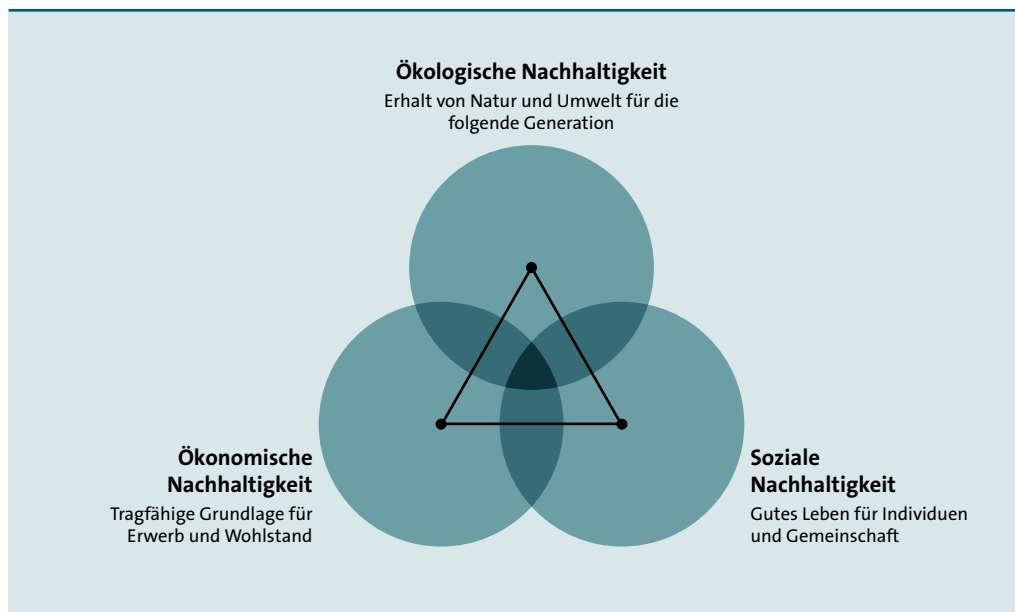 Ökologische Nachhaltigkeit
Erhalt von Natur und Umwelt für die
folgende Generation
Ökonomische
Nachhaltigkeit
Tragfähige Grundlage für
Erwerb und Wohlstand
Soziale
Nachhaltigkeit
Gutes Leben für Individuen
und Gemeinschaft